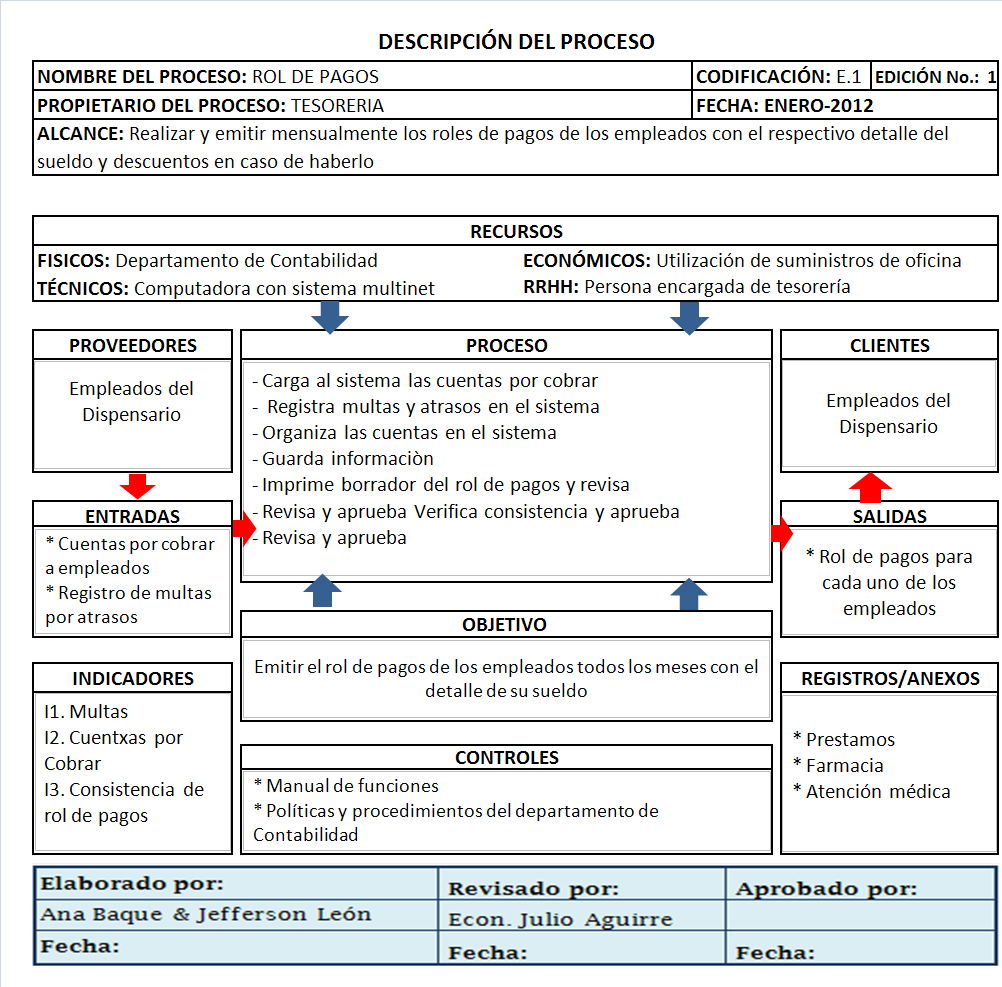 DESCRIPCIÓN DEL PROCESO
NOMBRE DEL PROCESO: ROL DE PAGOS
CODIFICACIÓN: E.1
EDICIÓN No.: 1
PROPIETARIO DEL PROCESO: TESORERIA
FECHA: ENERO-2012
ALCANCE: Realizar y emitir mensualmente los roles de pagos de los empleados con el respectivo detalle del
sueldo y descuentos en caso de haberlo
RECURSOS
FISICOS: Departamento de Contabilidad
ECONÓMICOS: Utilización de suministros de oficina
TÉCNICOS: Computadora con sistema multinet
RRHH: Persona encargada de tesorería
PROVEEDORES
Empleados del
Dispensario
PROCESO
- Carga al sistema las cuentas por cobrar
- Registra multas y atrasos en el sistema
- Organiza las cuentas en el sistema
- Guarda informaciòn
- Imprime borrador del rol de pagos y revisa
- Revisa y aprueba Verifica consistencia y aprueba
- Revisa y aprueba
CLIENTES
Empleados del
Dispensario
ENTRADAS
* Cuentas por cobrar
a empleados
* Registro de multas
por atrasos
SALIDAS
* Rol de pagos para
cada uno de los
empleados
OBJETIVO
Emitir el rol de pagos de los empleados todos los meses con el
detalle de su sueldo
INDICADORES
I1. Multas
I2. Cuentxas por
Cobrar
I3. Consistencia de
rol de pagos
CONTROLES
* Manual de funciones
* Políticas y procedimientos del departamento de
Contabilidad
REGISTROS/ANEXOS
* Prestamos
* Farmacia
* Atención médica
Elaborado por:
Revisado por:
Aprobado por:
Ana Baque & Jefferson León
Econ. Julio Aguirre
Fecha:
Fecha:
Fecha: